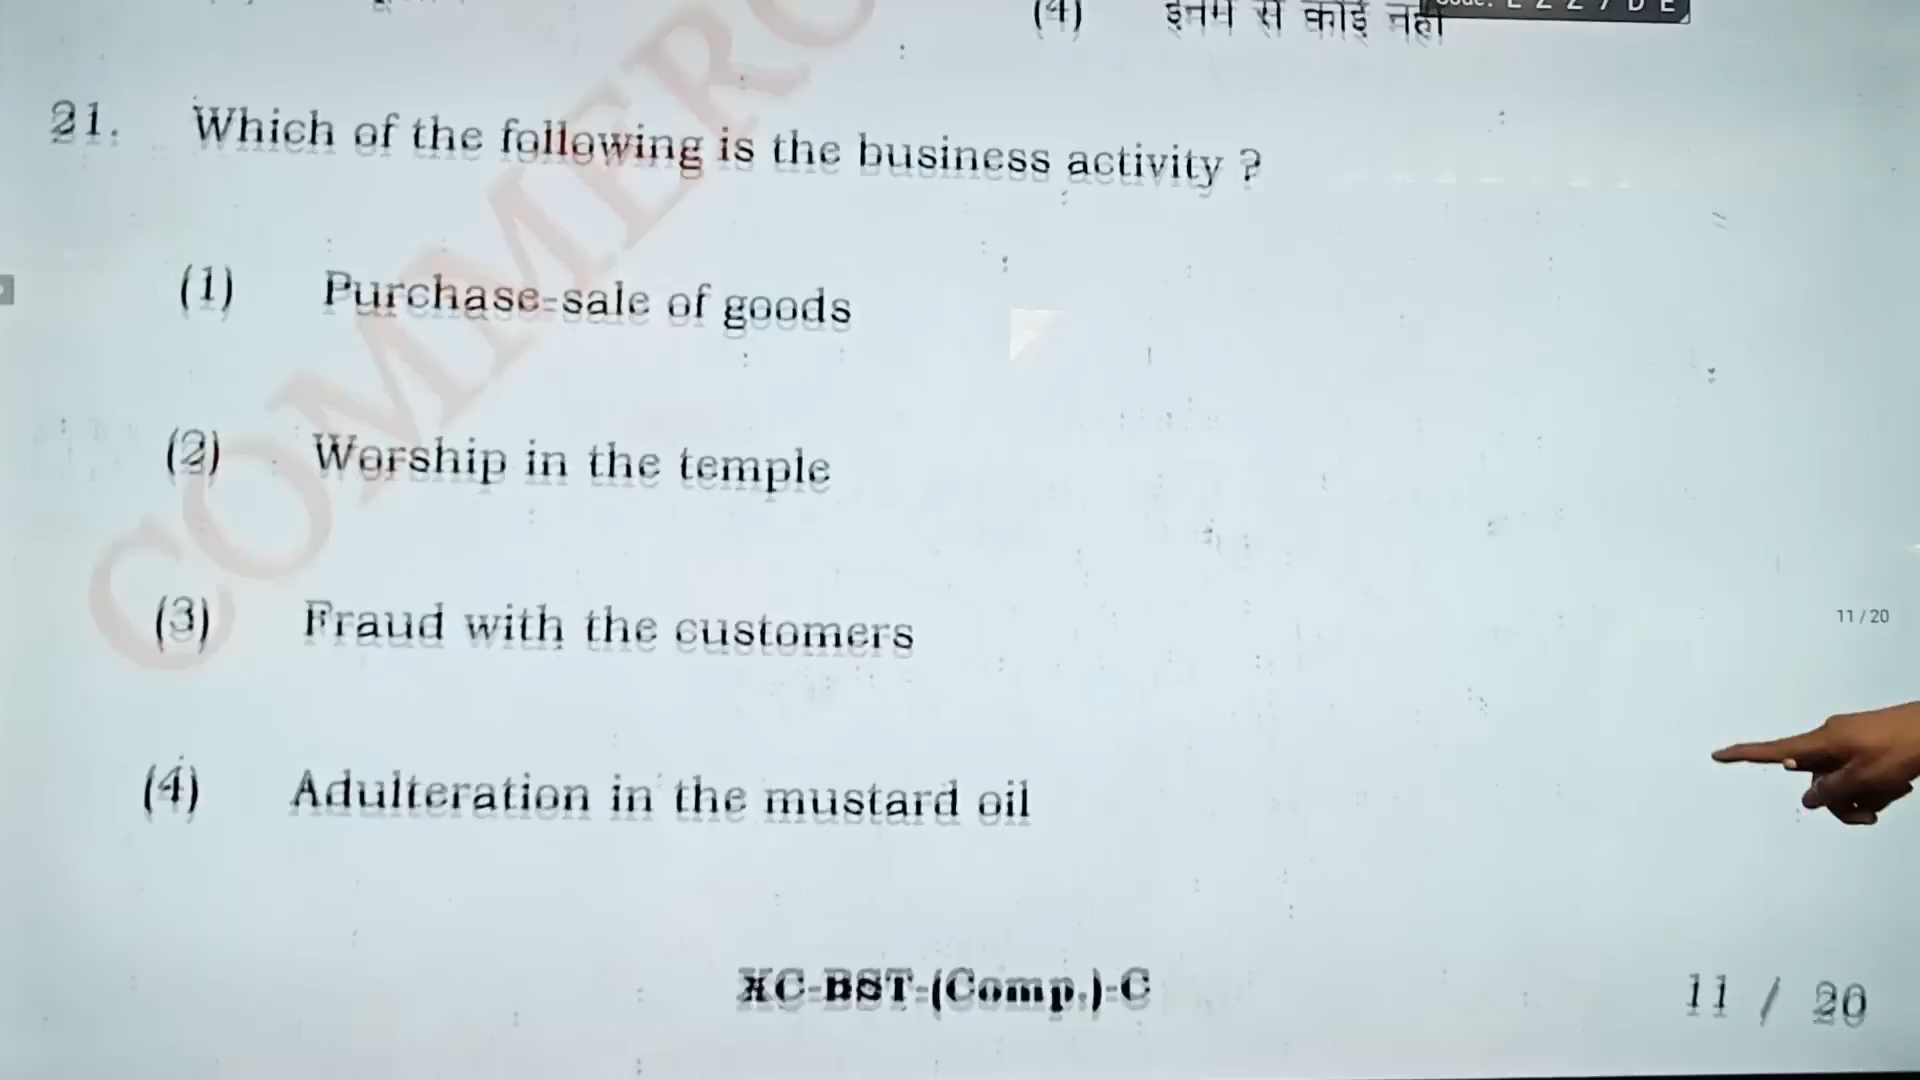 (4) इनमें से कोई नहीं
21. Which of the following is the business activity ?
(1) Purchase-sale of goods
(2) Worship in the temple
(3) Fraud with the customers
(4) Adulteration in the mustard oil
11 / 20
XC-BST-(Comp.)-C
11 / 20
COMMERC